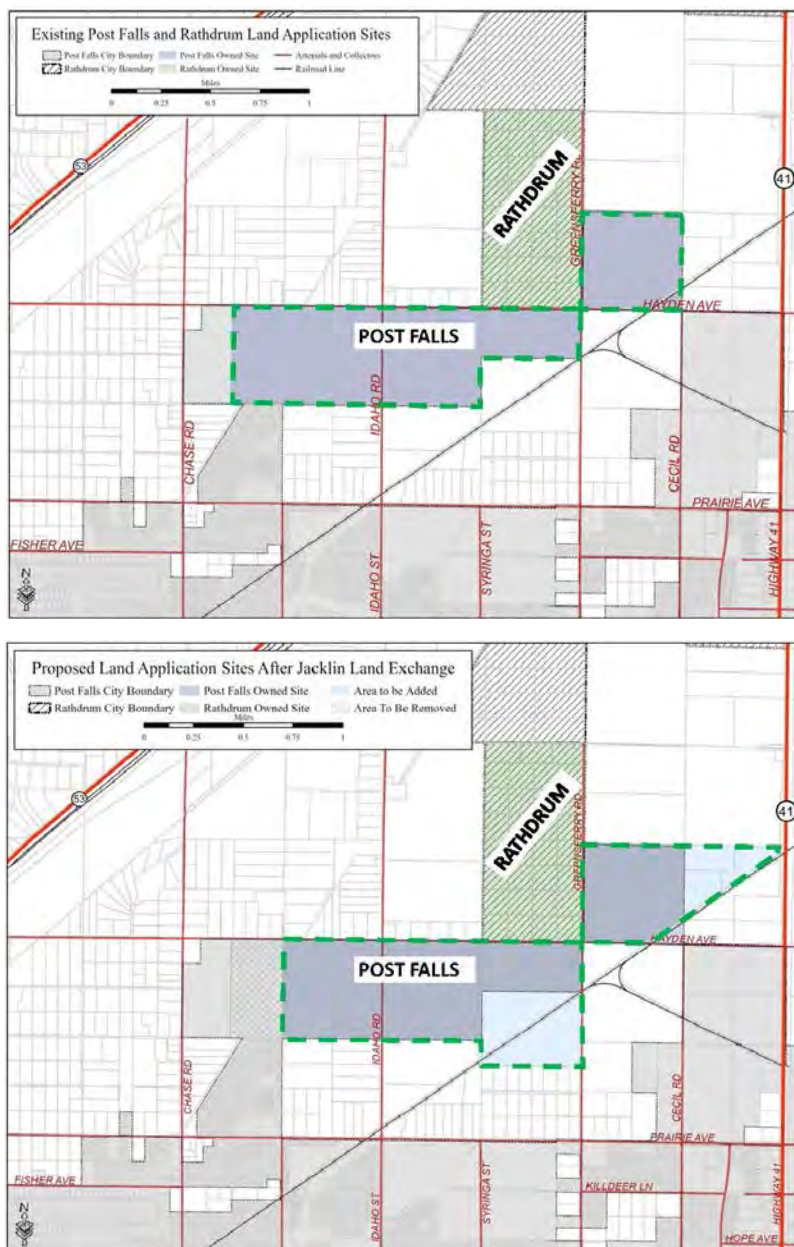 Existing Post Falls and Rathdrum Land Application Sites
Post Falls City Boundary Post Falls Owned Site Arterials and Collectors
Rathdrum City Boundary Rathdrum Owned Site Railroad Line
Miles
0 0.25 0.5 0.75 1
53
41
RATHDRUM
GREENSFERRY RD
HAYDEN AVE
POST FALLS
IDAHO RD
CHASE RD
CECIL RD
PRAIRIE AVE
FISHER AVE
IDAHO ST
SYRINGA ST
HIGHWAY 41
N
Proposed Land Application Sites After Jacklin Land Exchange
Post Falls City Boundary Post Falls Owned Site Area to be Added
Rathdrum City Boundary Rathdrum Owned Site Area To Be Removed
Miles
0 0.25 0.5 0.75 1
53
41
RATHDRUM
GREENSFERRY RD
HAYDEN AVE
POST FALLS
IDAHO RD
CHASE RD
CECIL RD
PRAIRIE AVE
FISHER AVE
IDAHO ST
SYRINGA ST
KILLDEER LN
HIGHWAY 41
HOPE AVE
N